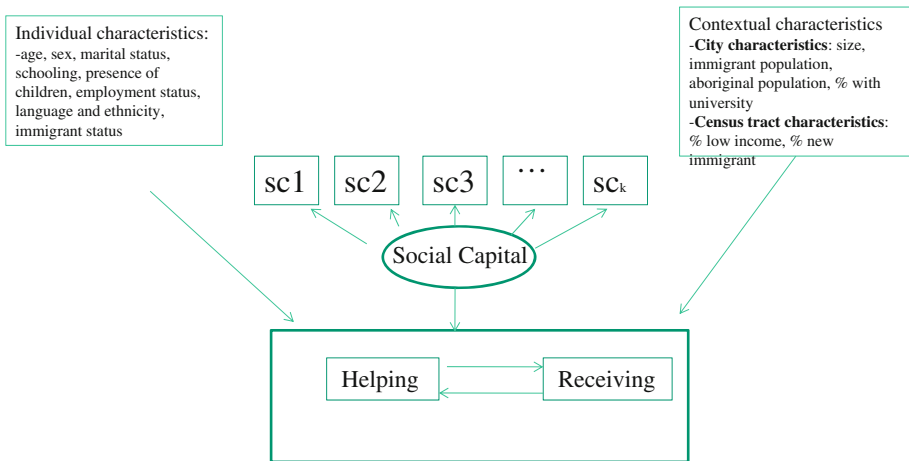 Individual characteristics:
-age, sex, marital status,
schooling, presence of
children, employment status,
language and ethnicity,
immigrant status
Contextual characteristics
-City characteristics: size,
immigrant population,
aboriginal population, % with
university
-Census tract characteristics:
% low income, % new
immigrant
sc1 sc2 sc3 ... sck
Social Capital
Helping Receiving